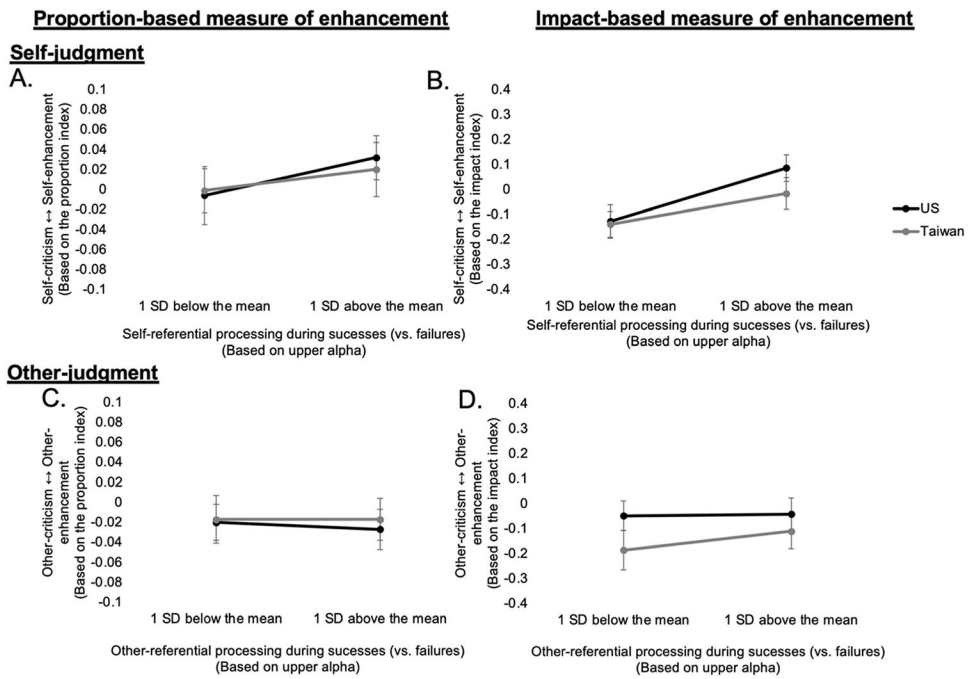 Proportion-based measure of enhancement
Impact-based measure of enhancement
Self-judgment
A.
Self-criticism ↔ Self-enhancement
(Based on the proportion index)
0.1
0.08
0.06
0.04
0.02
0
-0.02
-0.04
-0.06
-0.08
-0.1
1 SD below the mean
1 SD above the mean
Self-referential processing during sucesses (vs. failures)
(Based on upper alpha)
B.
Self-criticism ↔ Self-enhancement
(Based on the impact index)
0.4
0.3
0.2
0.1
0
-0.1
-0.2
-0.3
-0.4
1 SD below the mean
1 SD above the mean
Self-referential processing during sucesses (vs. failures)
(Based on upper alpha)
US
Taiwan
Other-judgment
C.
Other-criticism ↔ Other-
enhancement
(Based on the proportion index)
0.1
0.08
0.06
0.04
0.02
0
-0.02
-0.04
-0.06
-0.08
-0.1
1 SD below the mean
1 SD above the mean
Other-referential processing during sucesses (vs. failures)
(Based on upper alpha)
D.
Other-criticism ↔ Other-
enhancement
(Based on the impact index)
0.4
0.3
0.2
0.1
0
-0.1
-0.2
-0.3
-0.4
1 SD below the mean
1 SD above the mean
Other-referential processing during sucesses (vs. failures)
(Based on upper alpha)